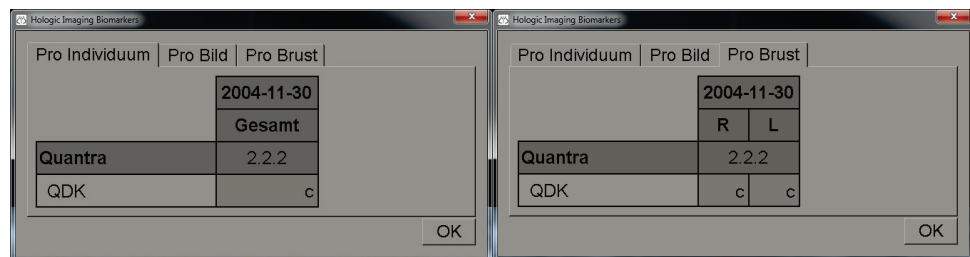 Hologic Imaging Biomarkers
Pro Individuum Pro Bild Pro Brust
2004-11-30
Gesamt
Quantra 2.2.2
QDK c
OK
Hologic Imaging Biomarkers
Pro Individuum Pro Bild Pro Brust
2004-11-30
R L
Quantra 2.2.2
QDK c c
OK